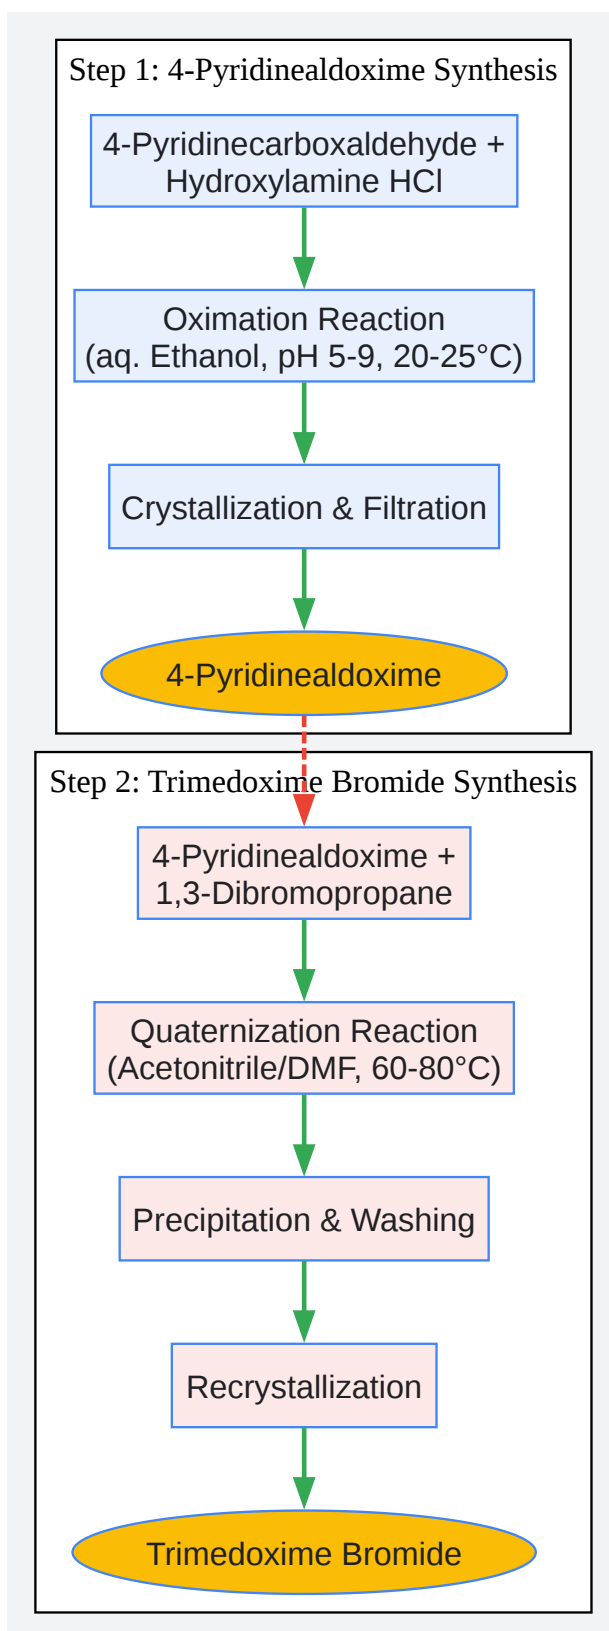 Step 1: 4-Pyridinealdoxime Synthesis
4-Pyridinecarboxaldehyde +
Hydroxylamine HCl
Oximation Reaction
(aq. Ethanol, pH 5-9, 20-25°C)
Crystallization & Filtration
4-Pyridinealdoxime
Step 2: Trimedoxime Bromide Synthesis
4-Pyridinealdoxime +
1,3-Dibromopropane
Quaternization Reaction
(Acetonitrile/DMF, 60-80°C)
Precipitation & Washing
Recrystallization
Trimedoxime Bromide